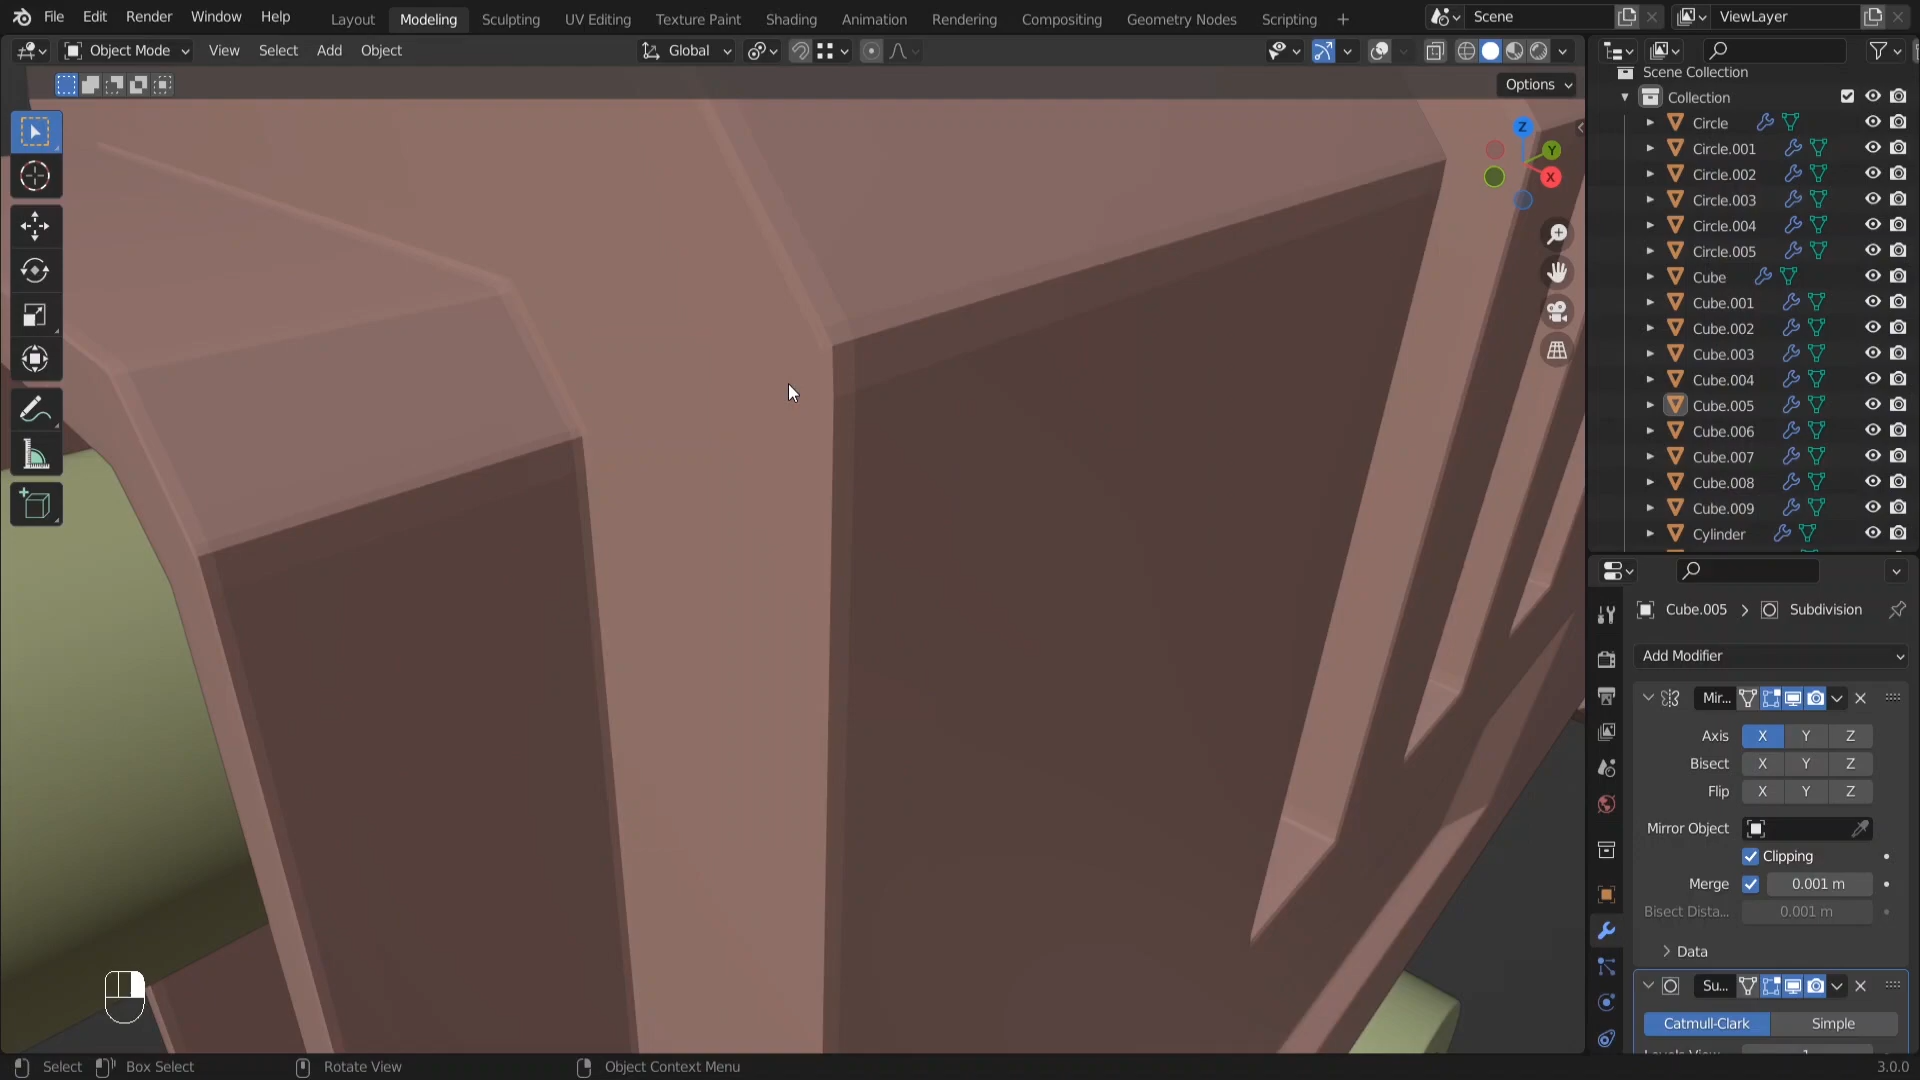 File Edit Render Window Help
Layout Modeling Sculpting UV Editing Texture Paint Shading Animation Rendering Compositing Geometry Nodes Scripting +
Scene
ViewLayer
Object Mode View Select Add Object
Global
Options
Z
Y
X
Scene Collection
Collection
Circle
Circle.001
Circle.002
Circle.003
Circle.004
Circle.005
Cube
Cube.001
Cube.002
Cube.003
Cube.004
Cube.005
Cube.006
Cube.007
Cube.008
Cube.009
Cylinder
Cube.005 > Subdivision
Add Modifier
Mir...
Axis X Y Z
Bisect X Y Z
Flip X Y Z
Mirror Object
Clipping
Merge 0.001 m
Bisect Dista... 0.001 m
> Data
Su...
Catmull-Clark Simple
Select Box Select Rotate View Object Context Menu 3.0.0